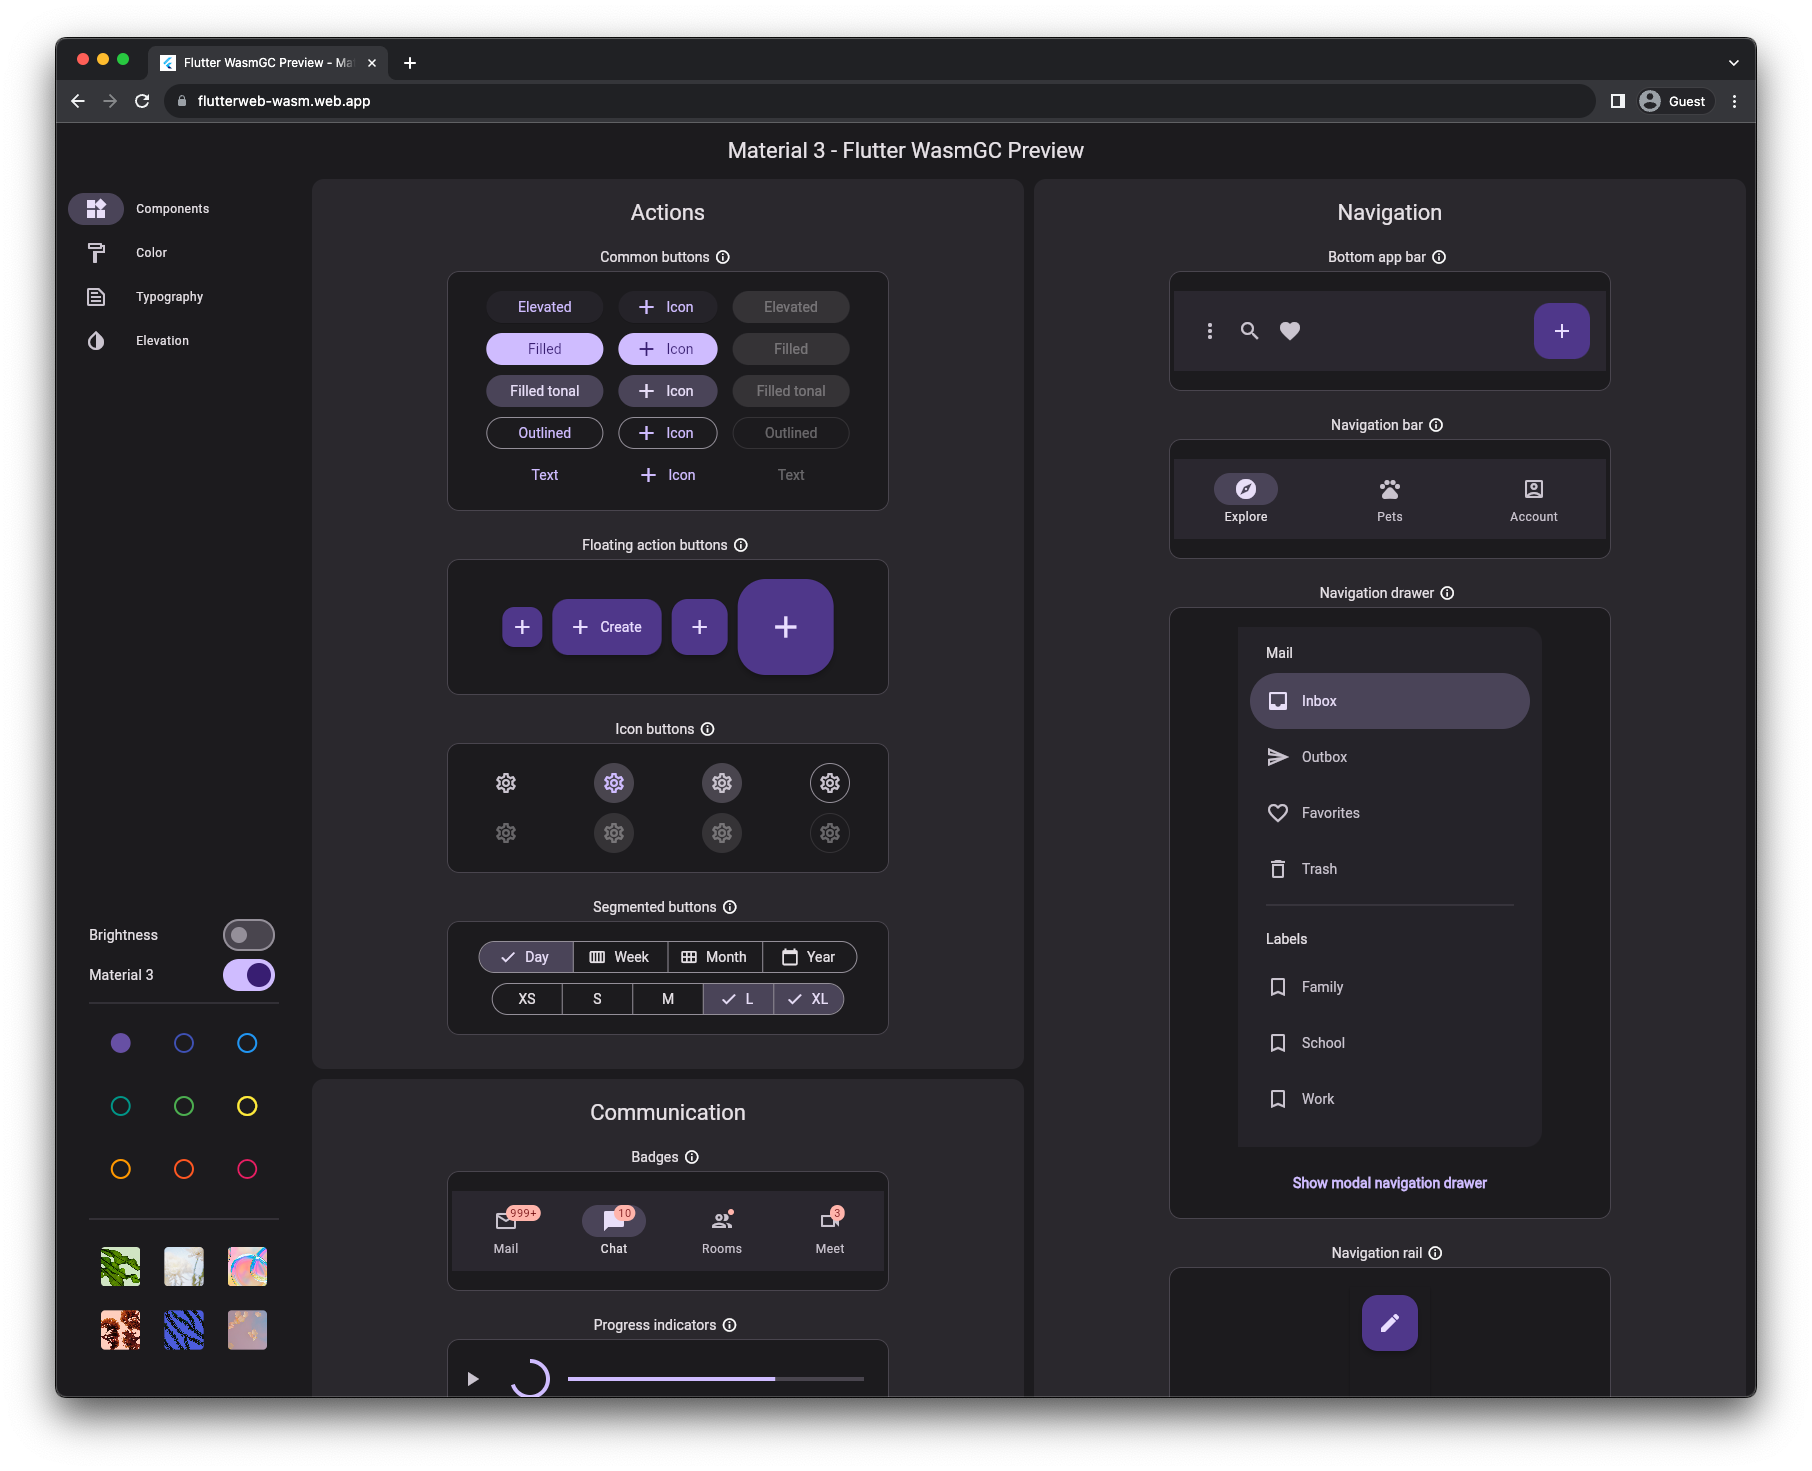 Flutter WasmGC Preview - Ma
flutterweb-wasm.web.app
Guest
Material 3 - Flutter WasmGC Preview
Components
Color
Typography
Elevation
Brightness
Material 3
Actions
Common buttons
Elevated Icon Elevated
Filled Icon Filled
Filled tonal Icon Filled tonal
Outlined Icon Outlined
Text Icon Text
Floating action buttons
Create
Icon buttons
Segmented buttons
Day Week Month Year
XS S M L XL
Communication
Badges
999+ 10 3
Mail Chat Rooms Meet
Progress indicators
Navigation
Bottom app bar
Navigation bar
Explore Pets Account
Navigation drawer
Mail
Inbox
Outbox
Favorites
Trash
Labels
Family
School
Work
Show modal navigation drawer
Navigation rail